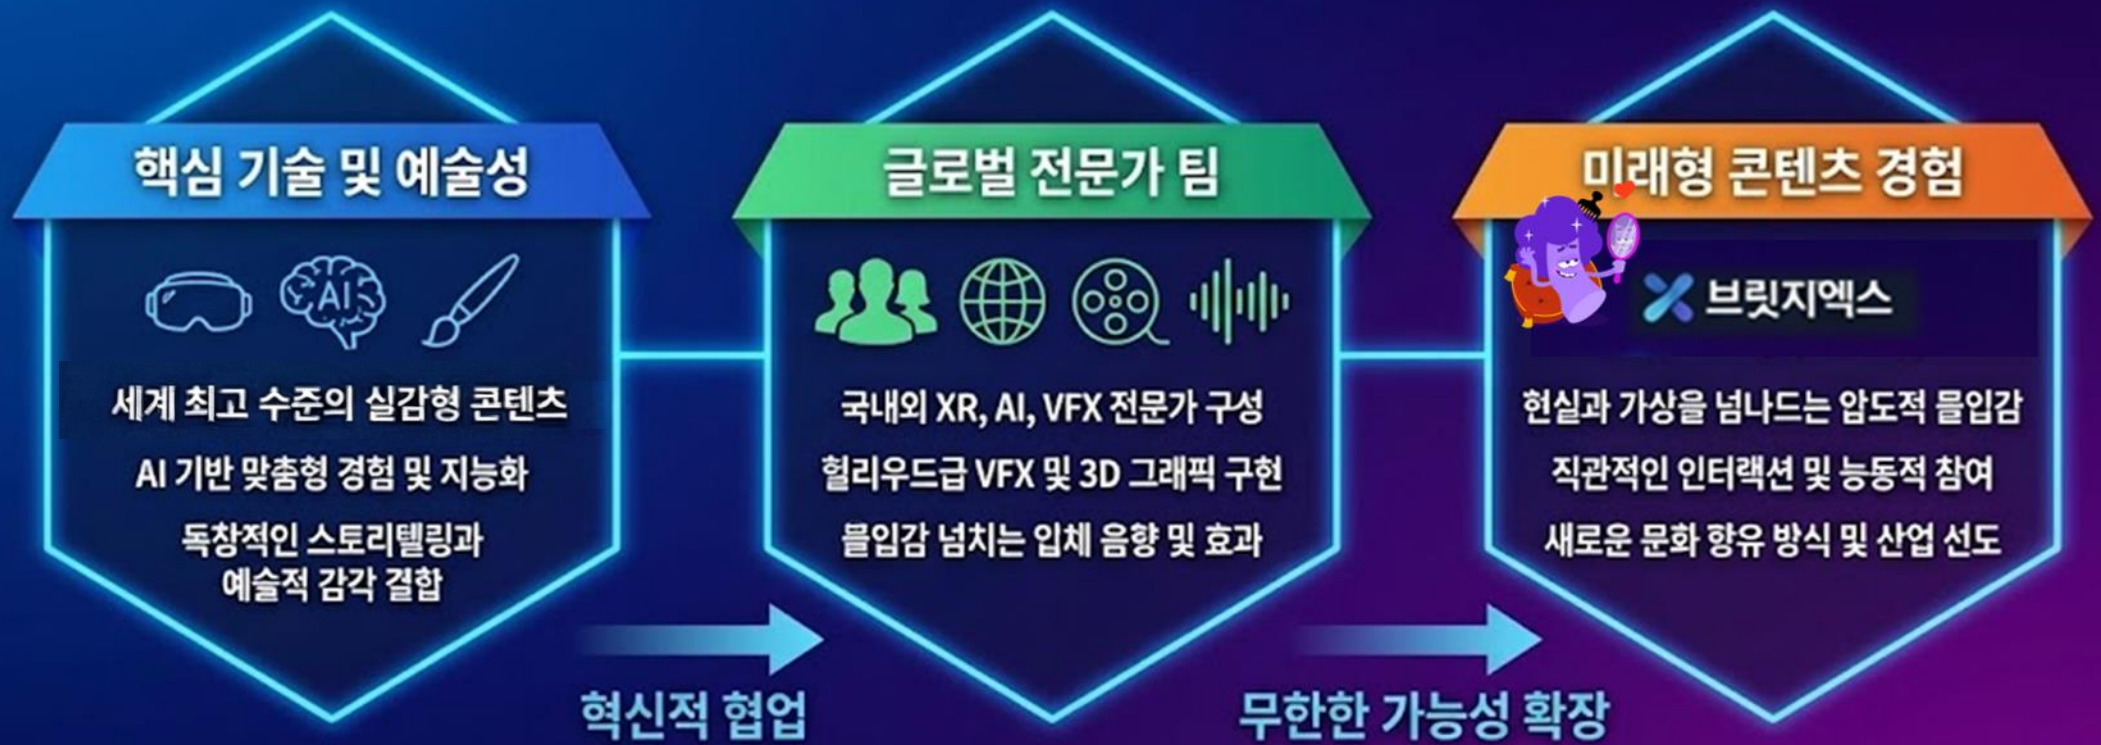 핵심 기술 및 예술성
AI
세계 최고 수준의 실감형 콘텐츠
AI 기반 맞춤형 경험 및 지능화
독창적인 스토리텔링과
예술적 감각 결합
혁신적 협업
글로벌 전문가 팀
국내외 XR, AI, VFX 전문가 구성
헐리우드급 VFX 및 3D 그래픽 구현
몰입감 넘치는 입체 음향 및 효과
무한한 가능성 확장
미래형 콘텐츠 경험
브릿지엑스
현실과 가상을 넘나드는 압도적 몰입감
직관적인 인터랙션 및 능동적 참여
새로운 문화 향유 방식 및 산업 선도